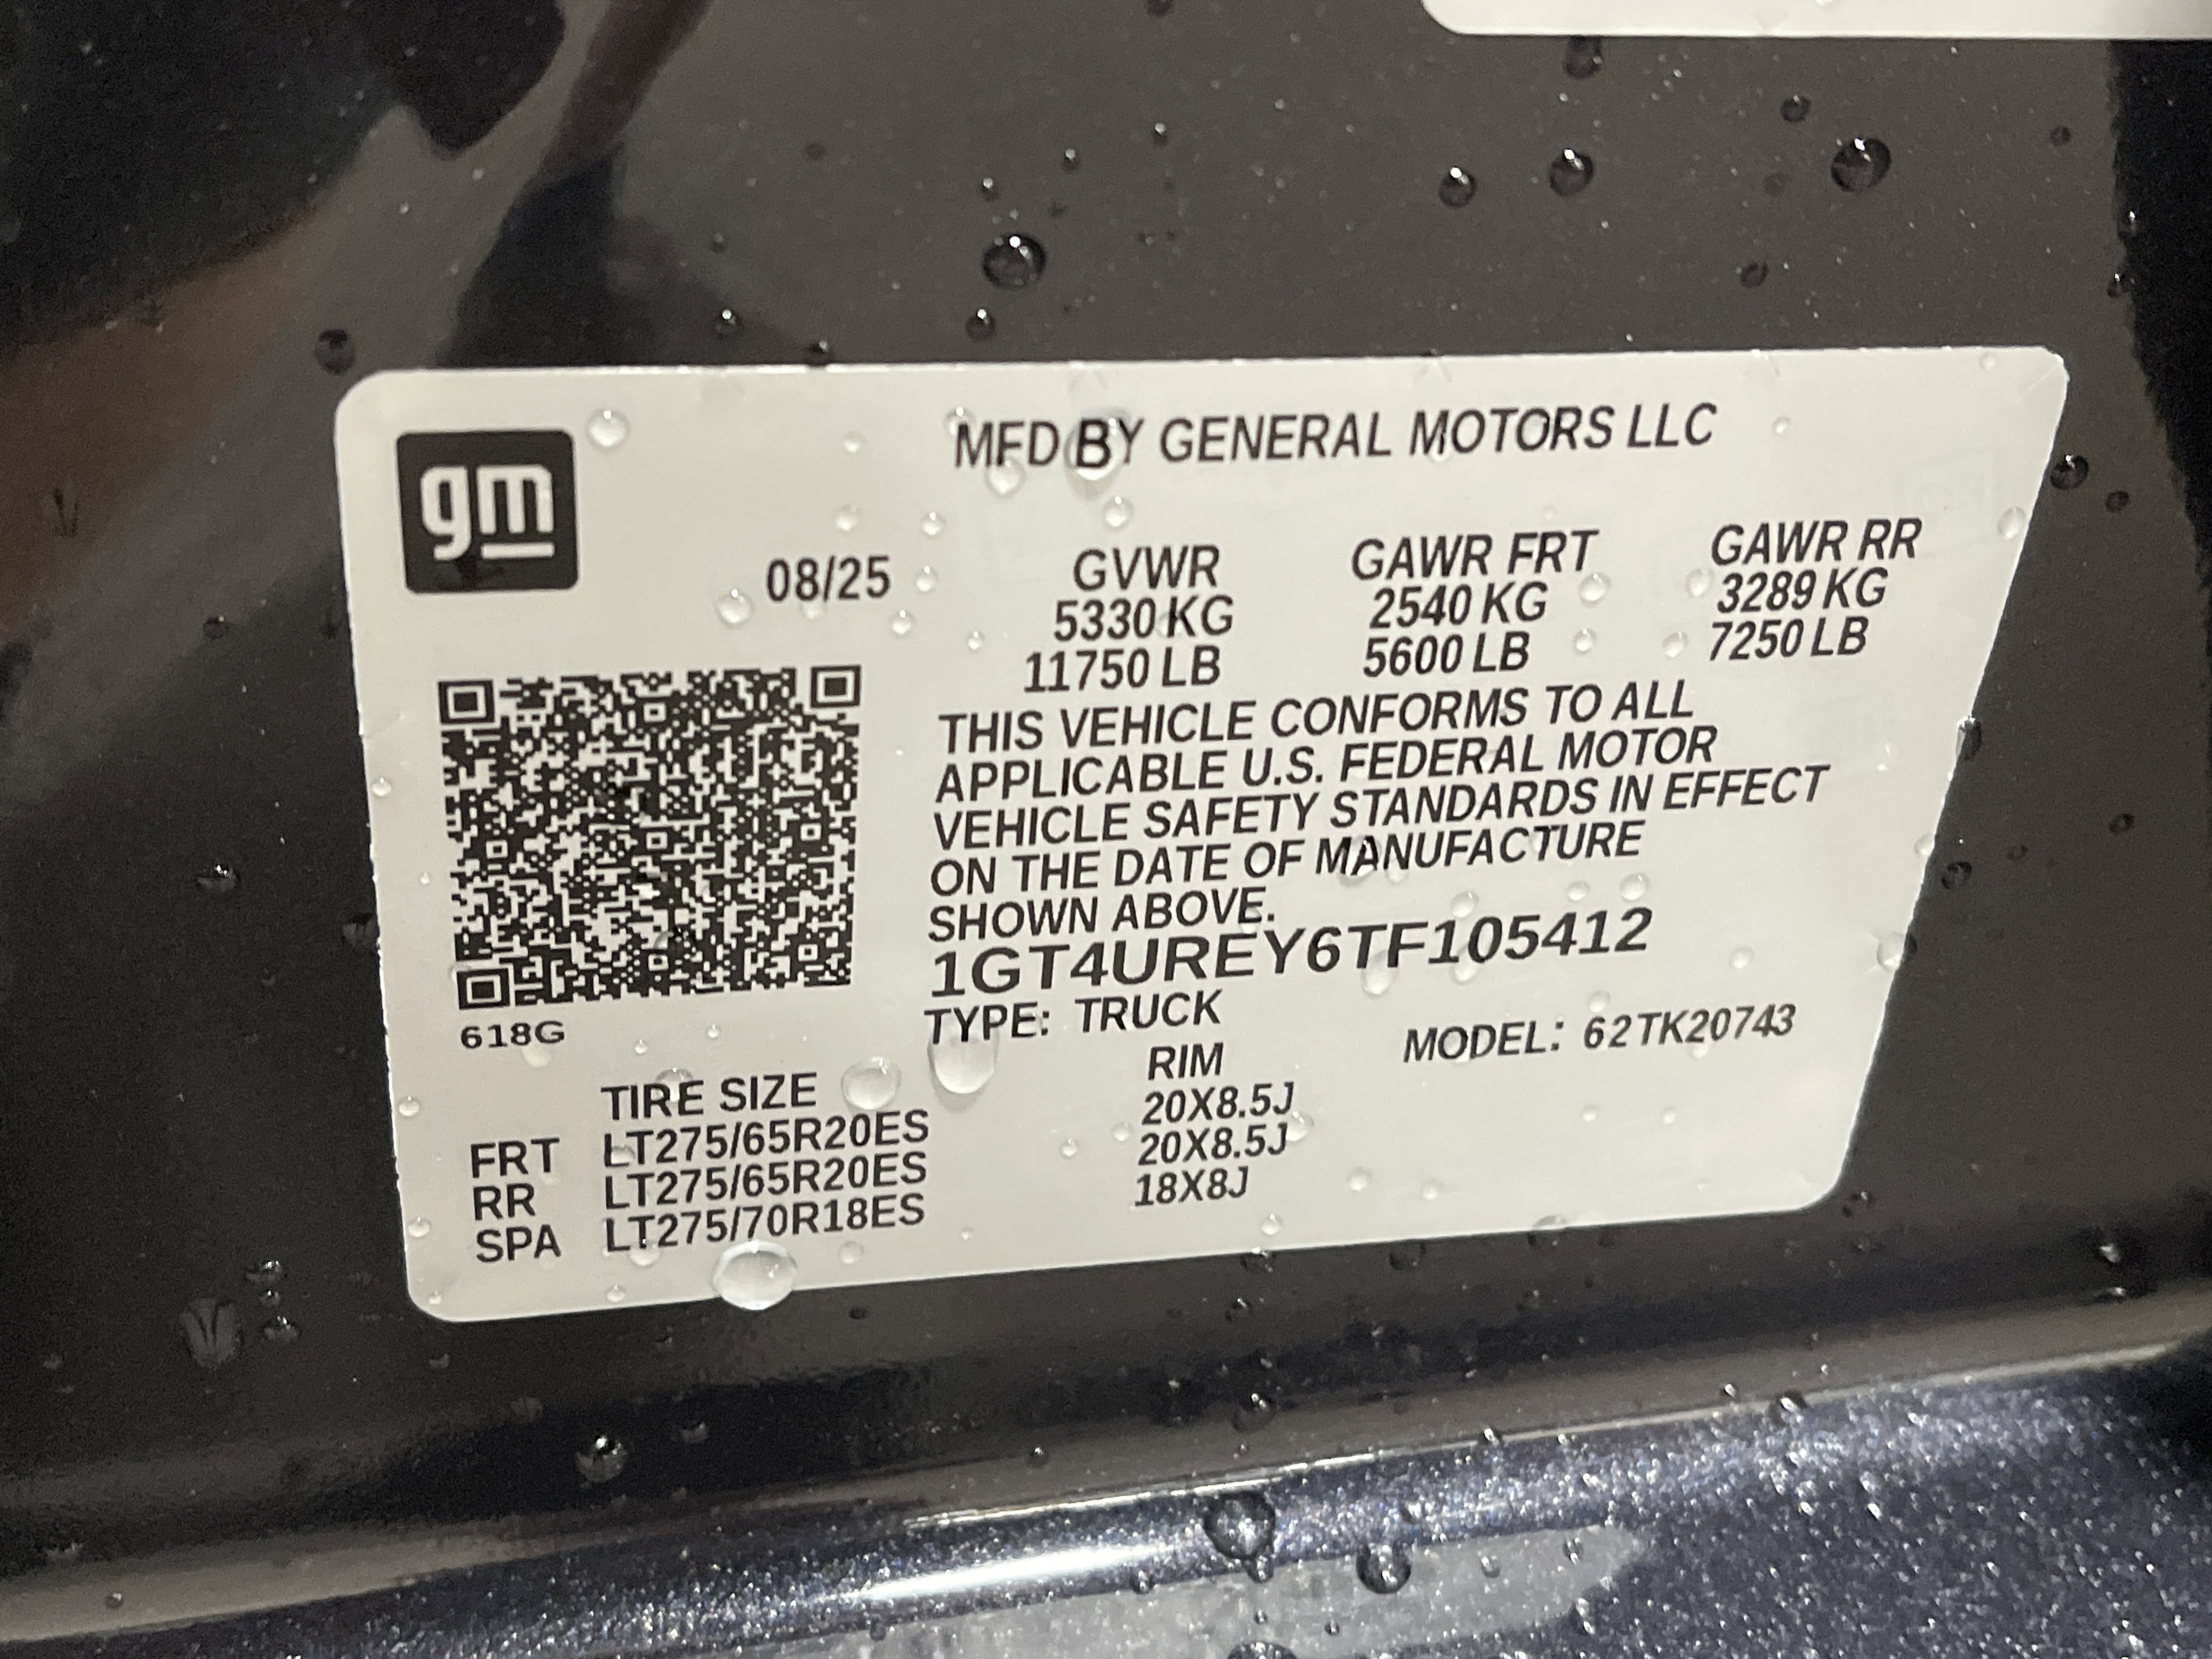 gm
MFD BY GENERAL MOTORS LLC
08/25
GVWR GAWR FRT GAWR RR
5330 KG 2540 KG 3289 KG
11750 LB 5600 LB 7250 LB
THIS VEHICLE CONFORMS TO ALL
APPLICABLE U.S. FEDERAL MOTOR
VEHICLE SAFETY STANDARDS IN EFFECT
ON THE DATE OF MANUFACTURE
SHOWN ABOVE.
1GT4UREY6TF105412
618G
TYPE: TRUCK MODEL: 62TK20743
TIRE SIZE RIM
FRT LT275/65R20ES 20X8.5J
RR LT275/65R20ES 20X8.5J
SPA LT275/70R18ES 18X8J